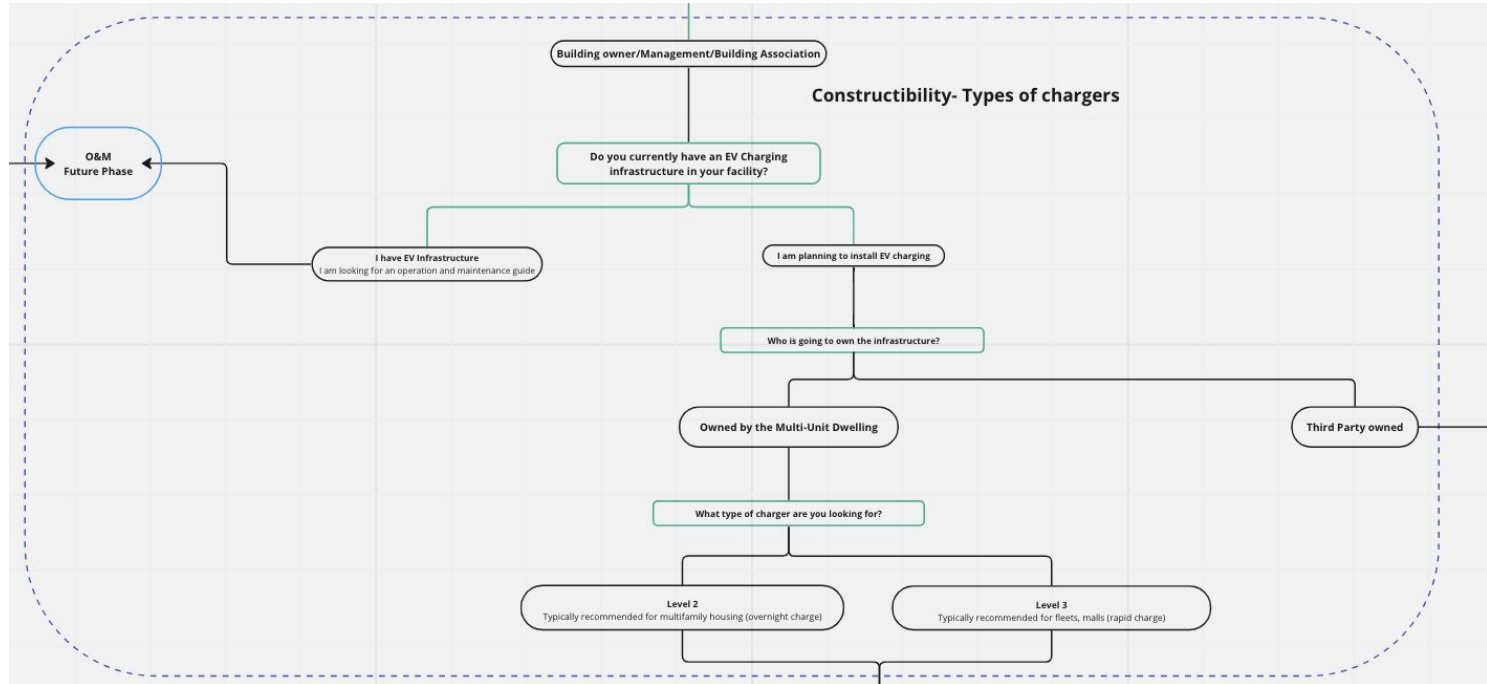 Building owner/Management/Building Association
Constructibility- Types of chargers
O&M
Future Phase
Do you currently have an EV Charging
infrastructure in your facility?
I have EV Infrastructure
I am looking for an operation and maintenance guide
I am planning to install EV charging
Who is going to own the infrastructure?
Owned by the Multi-Unit Dwelling
Third Party owned
What type of charger are you looking for?
Level 2
Typically recommended for multifamily housing (overnight charge)
Level 3
Typically recommended for fleets, malls (rapid charge)